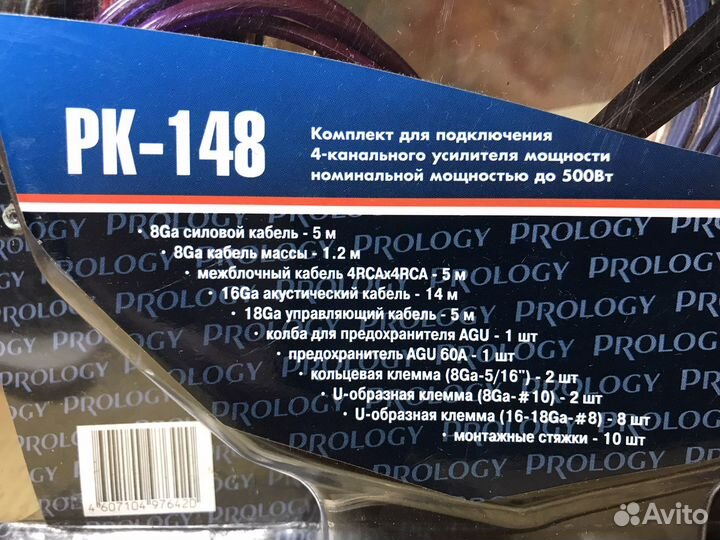 PK-148
Комплект для подключения
4-канального усилителя мощности
номинальной мощностью до 500Вт
• 8Ga силовой кабель - 5 м
• 8Ga кабель массы - 1.2 м
• межблочный кабель 4RCAx4RCA - 5 м
• 16Ga акустический кабель - 14 м
• 18Ga управляющий кабель - 5 м
• колба для предохранителя AGU - 1 шт
• предохранитель AGU 60A - 1 шт
• кольцевая клемма (8Ga-5/16") - 2 шт
• U-образная клемма (8Ga-#10) - 2 шт
• U-образная клемма (16-18Ga-#8) - 8 шт
• монтажные стяжки - 10 шт
PROLOGY
4 607104 976420
Avito